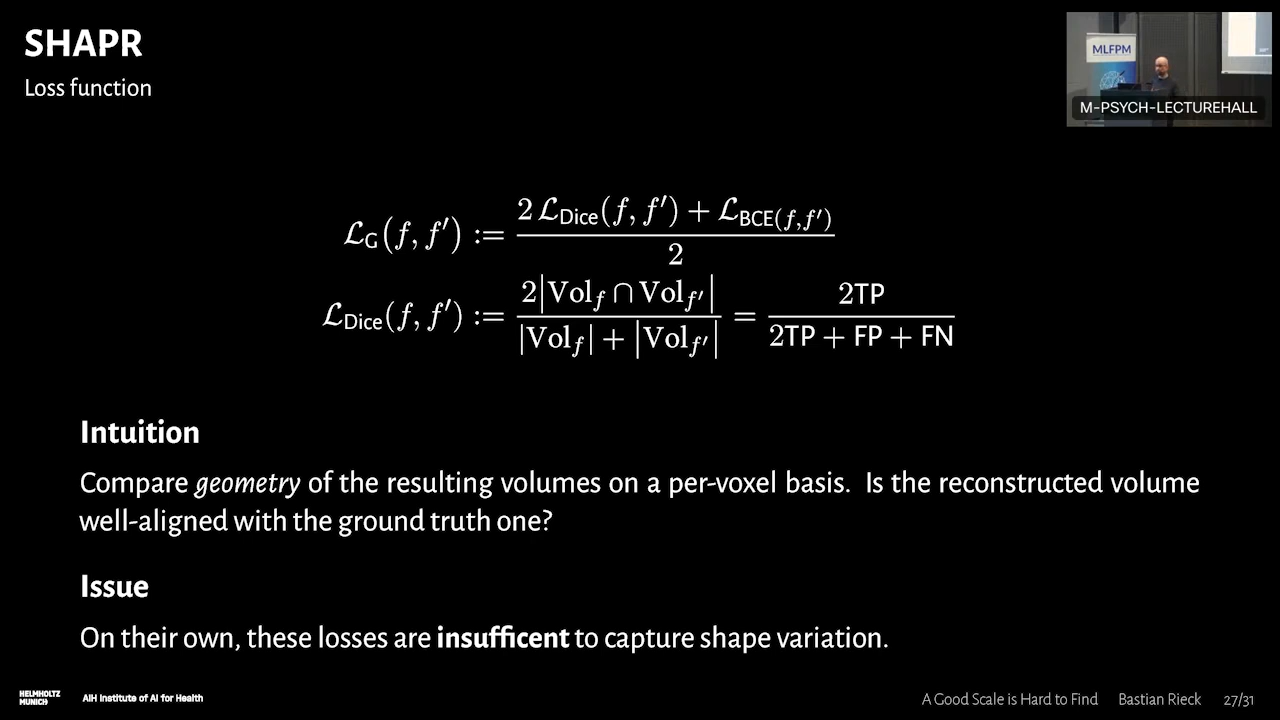 SHAPR
Loss function
MLFPM
M-PSYCH-LECTUREHALL
ℒ_G(f, f′) := (2 ℒ_Dice(f, f′) + ℒ_BCE(f,f′)) / 2
ℒ_Dice(f, f′) := 2|Vol_f ∩ Vol_f′| / (|Vol_f| + |Vol_f′|) = 2TP / (2TP + FP + FN)
Intuition
Compare geometry of the resulting volumes on a per-voxel basis. Is the reconstructed volume
well-aligned with the ground truth one?
Issue
On their own, these losses are insufficent to capture shape variation.
HELMHOLTZ
MUNICH
AIH Institute of AI for Health
A Good Scale is Hard to Find Bastian Rieck 27/31